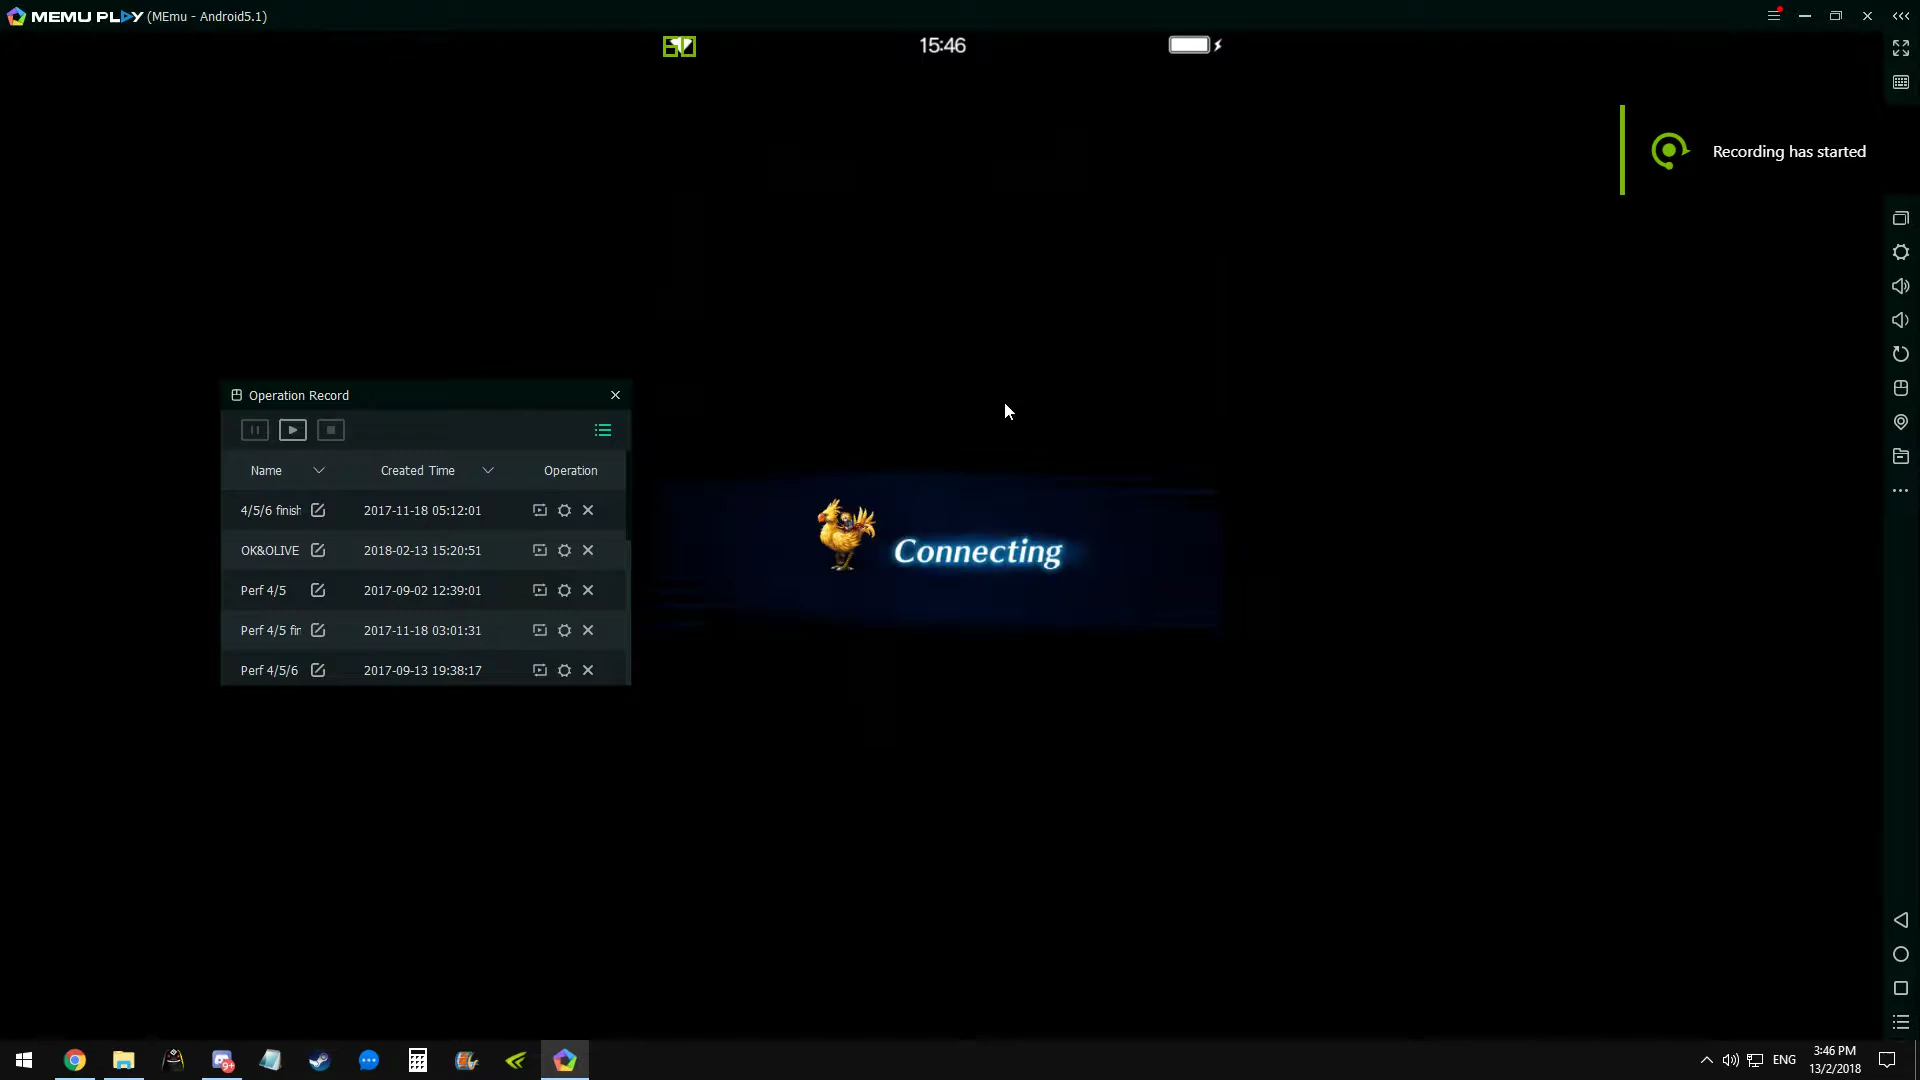 MEMU PLAY (MEmu - Android5.1)
15:46
Recording has started
Operation Record
Name Created Time Operation
4/5/6 finish 2017-11-18 05:12:01
OK&OLIVE 2018-02-13 15:20:51
Perf 4/5 2017-09-02 12:39:01
Perf 4/5 fir 2017-11-18 03:01:31
Perf 4/5/6 2017-09-13 19:38:17
Connecting
9+
ENG
3:46 PM
13/2/2018